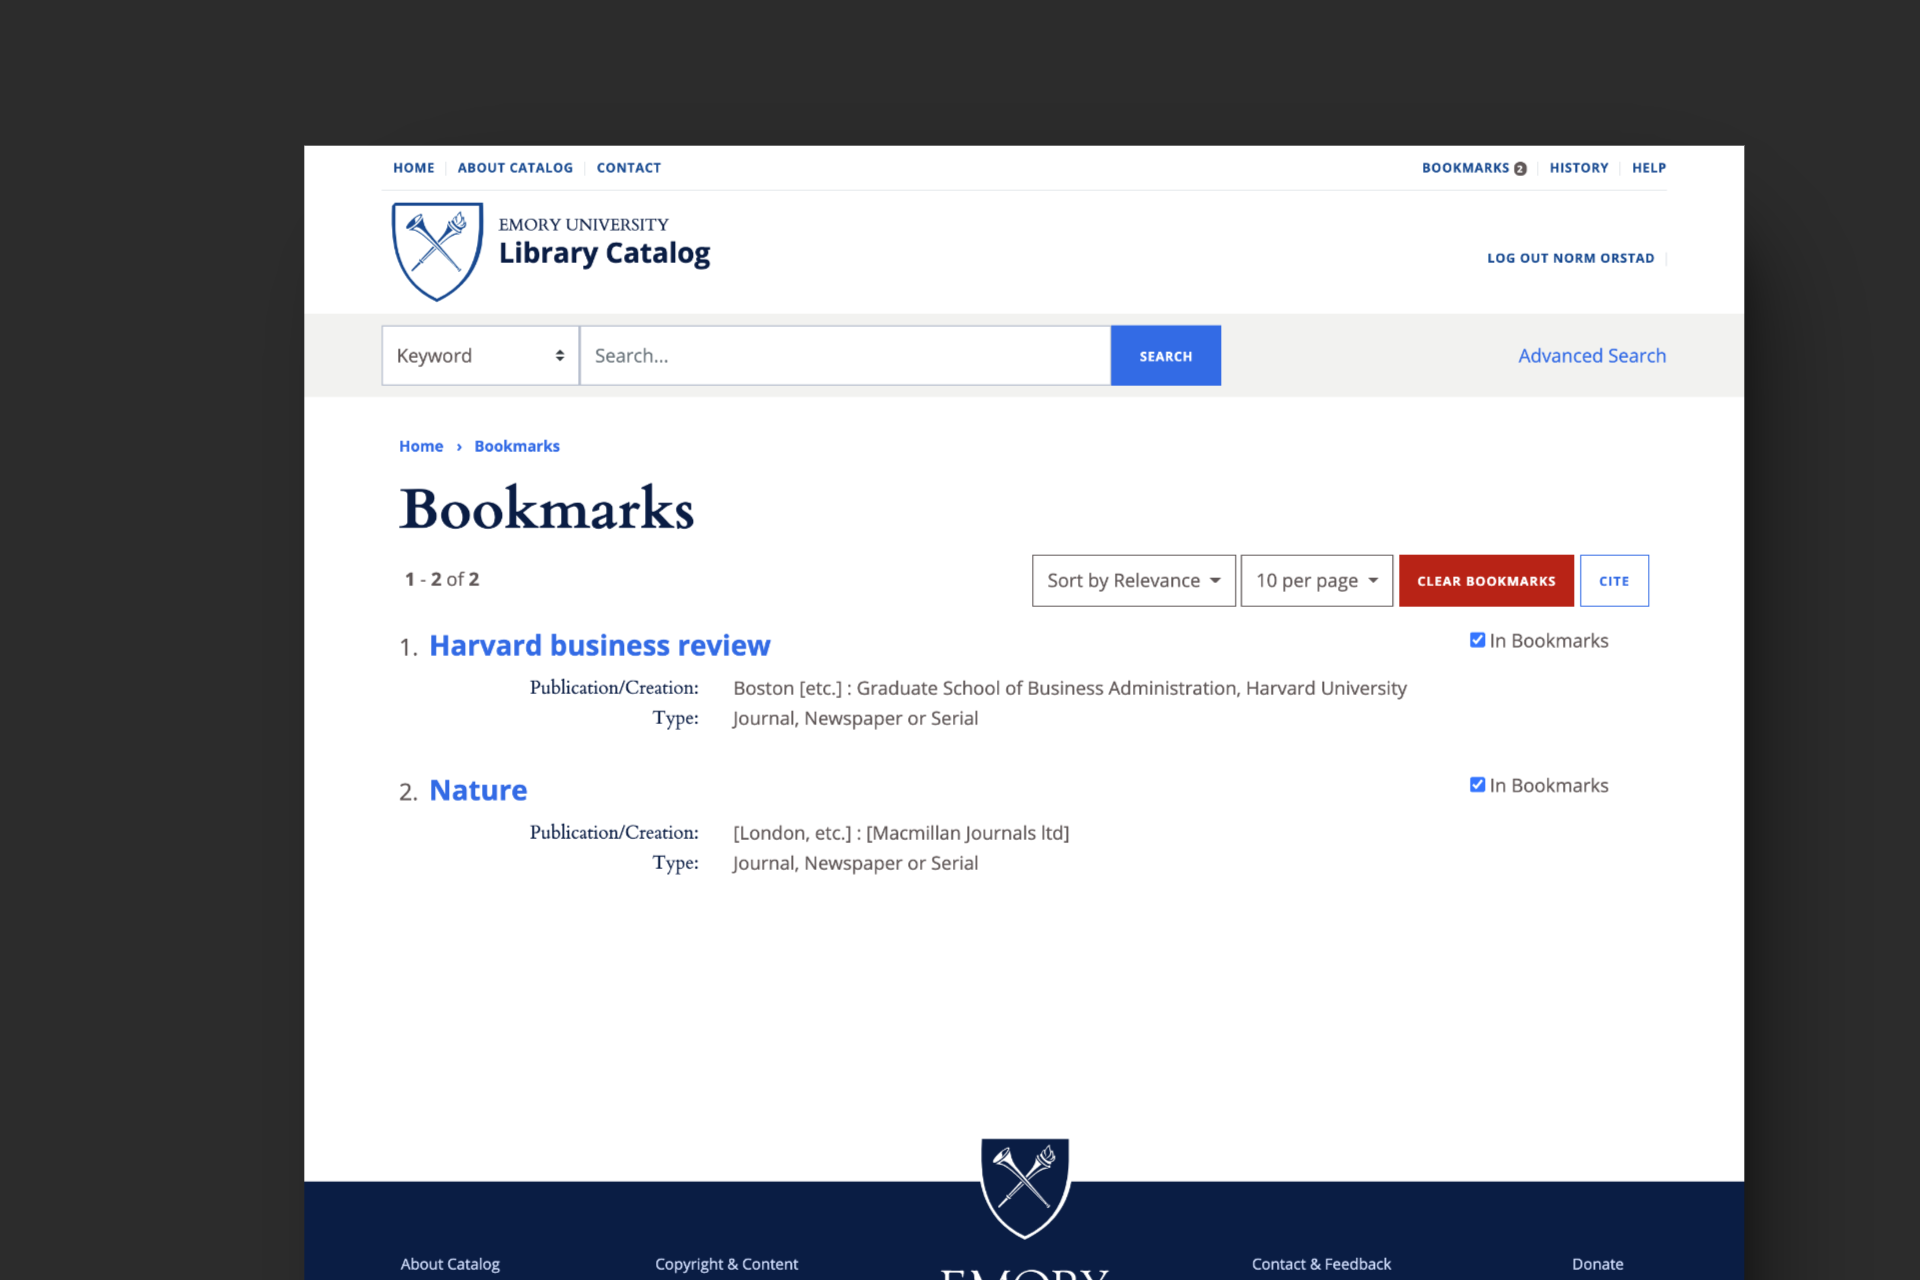 HOME ABOUT CATALOG CONTACT BOOKMARKS 2 HISTORY HELP
EMORY UNIVERSITY
Library Catalog
LOG OUT NORM ORSTAD
Keyword Search... SEARCH Advanced Search
Home › Bookmarks
Bookmarks
1 - 2 of 2 Sort by Relevance 10 per page CLEAR BOOKMARKS CITE
1. Harvard business review In Bookmarks
Publication/Creation: Boston [etc.] : Graduate School of Business Administration, Harvard University
Type: Journal, Newspaper or Serial
2. Nature In Bookmarks
Publication/Creation: [London, etc.] : [Macmillan Journals ltd]
Type: Journal, Newspaper or Serial
About Catalog Copyright & Content EMORY Contact & Feedback Donate